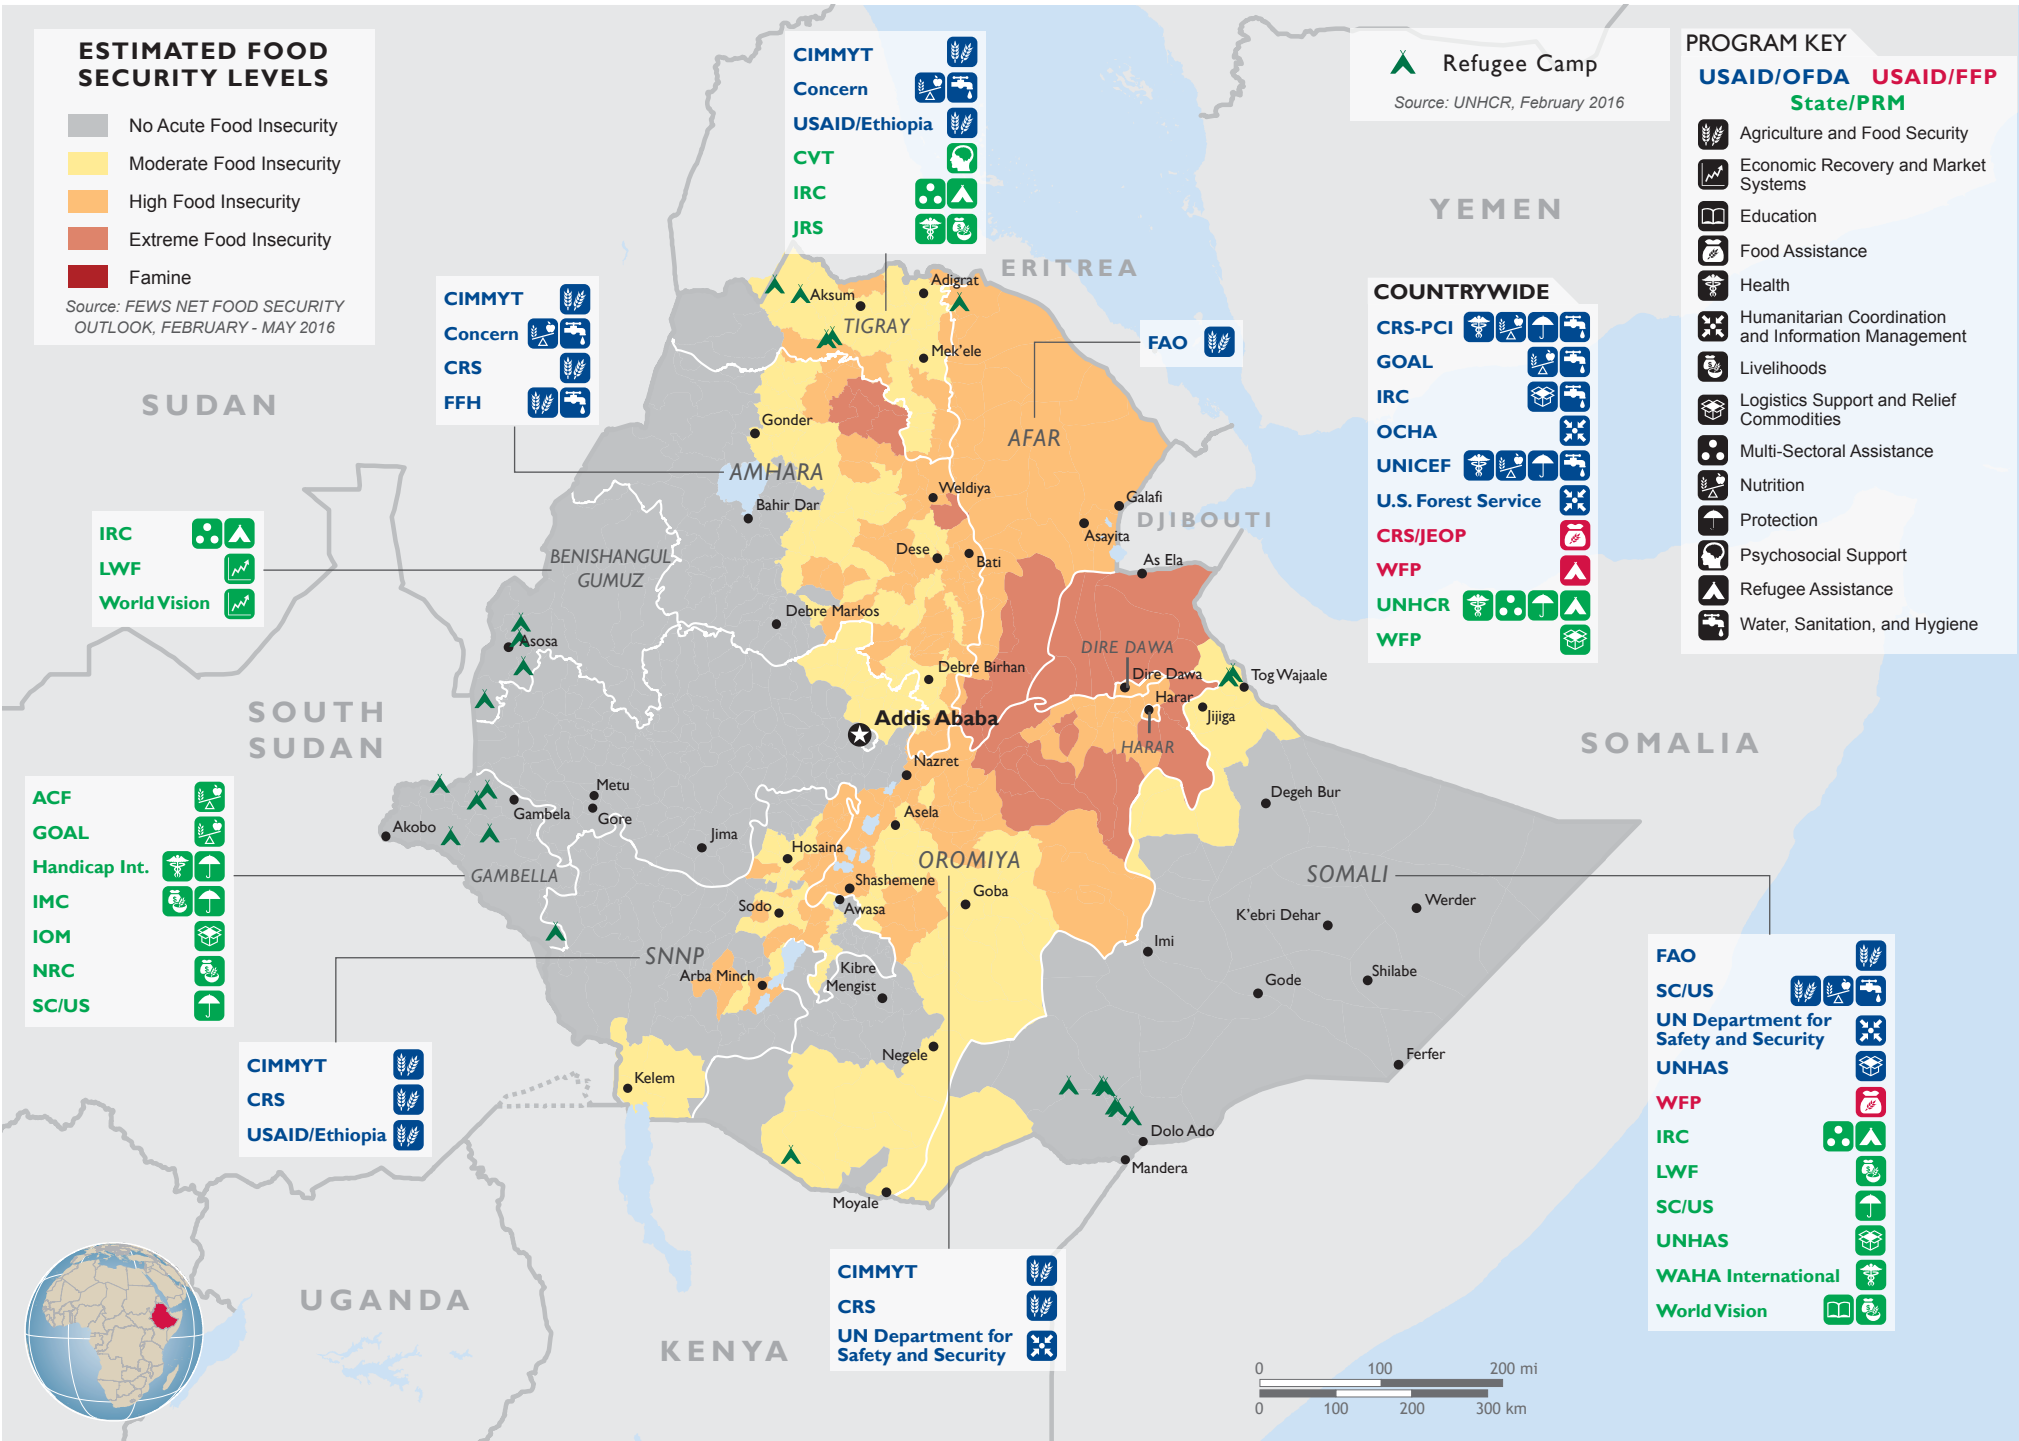 ESTIMATED FOOD
SECURITY LEVELS
No Acute Food Insecurity
Moderate Food Insecurity
High Food Insecurity
Extreme Food Insecurity
Famine
Source: FEWS NET FOOD SECURITY
OUTLOOK, FEBRUARY - MAY 2016
CIMMYT
Concern
USAID/Ethiopia
CVT
IRC
JRS
Refugee Camp
Source: UNHCR, February 2016
PROGRAM KEY
USAID/OFDA USAID/FFP
State/PRM
Agriculture and Food Security
Economic Recovery and Market
Systems
Education
Food Assistance
Health
Humanitarian Coordination
and Information Management
Livelihoods
Logistics Support and Relief
Commodities
Multi-Sectoral Assistance
Nutrition
Protection
Psychosocial Support
Refugee Assistance
Water, Sanitation, and Hygiene
COUNTRYWIDE
CRS-PCI
GOAL
IRC
OCHA
UNICEF
U.S. Forest Service
CRS/JEOP
WFP
UNHCR
WFP
CIMMYT
Concern
CRS
FFH
FAO
IRC
LWF
World Vision
ACF
GOAL
Handicap Int.
IMC
IOM
NRC
SC/US
CIMMYT
CRS
USAID/Ethiopia
CIMMYT
CRS
UN Department for
Safety and Security
FAO
SC/US
UN Department for
Safety and Security
UNHAS
WFP
IRC
LWF
SC/US
UNHAS
WAHA International
World Vision
YEMEN
ERITREA
SUDAN
DJIBOUTI
SOUTH
SUDAN
SOMALIA
UGANDA
KENYA
Adigrat
Aksum
TIGRAY
Mek'ele
Gonder
AFAR
AMHARA
Weldiya
Galafi
Bahir Dar
Asayita
Dese
Bati
As Ela
BENISHANGUL
GUMUZ
Debre Markos
Asosa
DIRE DAWA
Debre Birhan
Dire Dawa
Tog Wajaale
Harar
Jijiga
Addis Ababa
HARAR
Nazret
Metu
Degeh Bur
Gambela
Gore
Asela
Akobo
Jima
Hosaina
OROMIYA
GAMBELLA
SOMALI
Shashemene
Goba
Sodo
Awasa
Werder
K'ebri Dehar
Imi
SNNP
Arba Minch
Kibre
Mengist
Gode
Shilabe
Negele
Ferfer
Kelem
Dolo Ado
Mandera
Moyale
0 100 200 mi
0 100 200 300 km